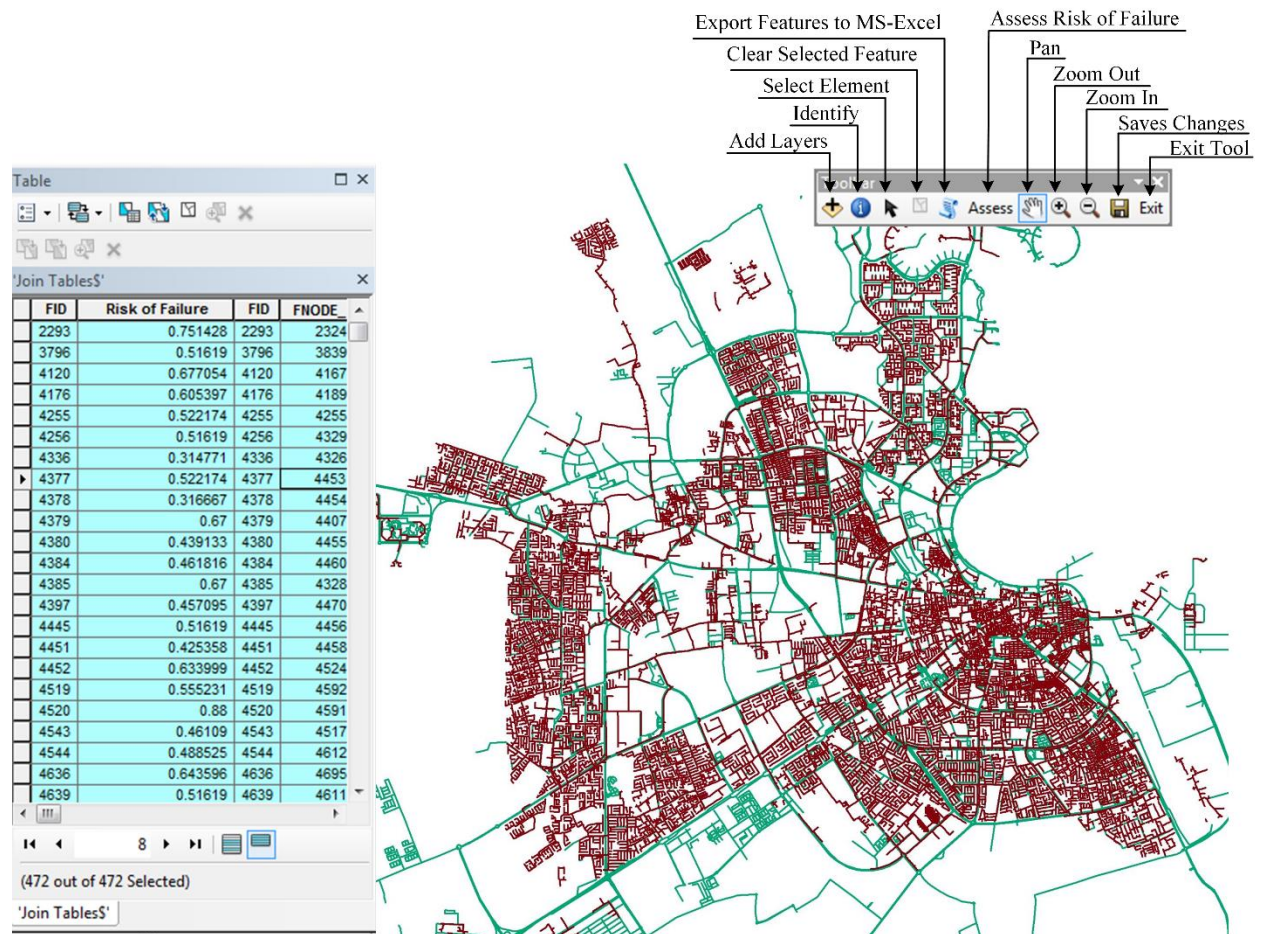 Export Features to MS-Excel
Assess Risk of Failure
Clear Selected Feature
Pan
Select Element
Zoom Out
Identify
Zoom In
Add Layers
Saves Changes
Exit Tool
Assess
Exit
Table
'Join Tables$'
FID Risk of Failure FID FNODE_
2293 0.751428 2293 2324
3796 0.51619 3796 3839
4120 0.677054 4120 4167
4176 0.605397 4176 4189
4255 0.522174 4255 4255
4256 0.51619 4256 4329
4336 0.314771 4336 4326
4377 0.522174 4377 4453
4378 0.316667 4378 4454
4379 0.67 4379 4407
4380 0.439133 4380 4455
4384 0.461816 4384 4460
4385 0.67 4385 4328
4397 0.457095 4397 4470
4445 0.51619 4445 4456
4451 0.425358 4451 4458
4452 0.633999 4452 4524
4519 0.555231 4519 4592
4520 0.88 4520 4591
4543 0.46109 4543 4517
4544 0.488525 4544 4612
4636 0.643596 4636 4695
4639 0.51619 4639 4611
8
(472 out of 472 Selected)
'Join Tables$'